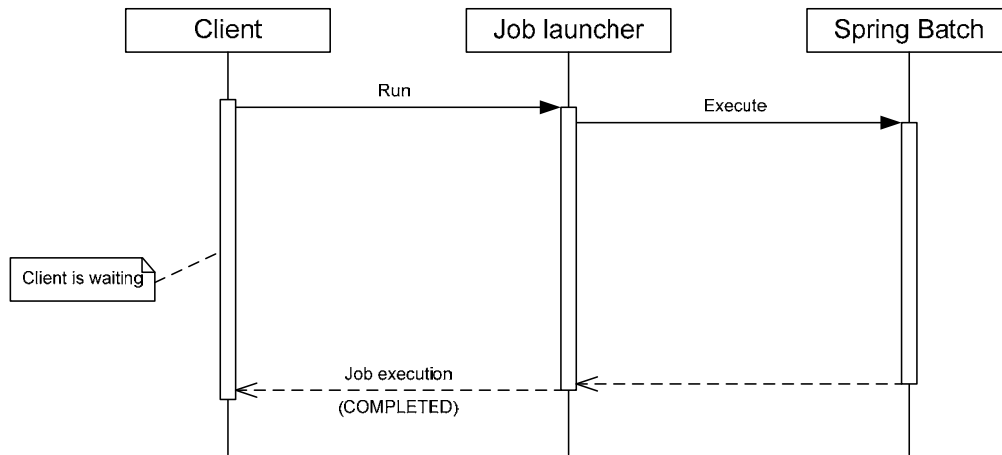 Client
Job launcher
Spring Batch
Run
Execute
Client is waiting
Job execution
(COMPLETED)